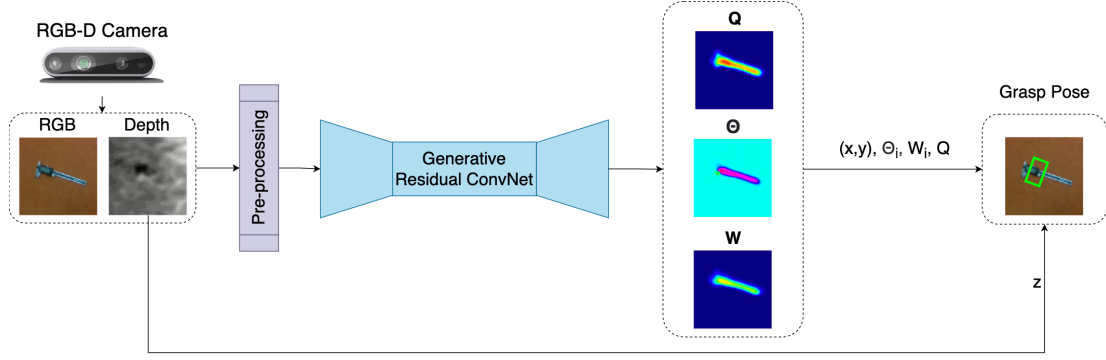 RGB-D Camera
RGB
Depth
Pre-processing
Generative
Residual ConvNet
Q
Θ
W
(x,y), Θi, Wi, Q
Grasp Pose
z